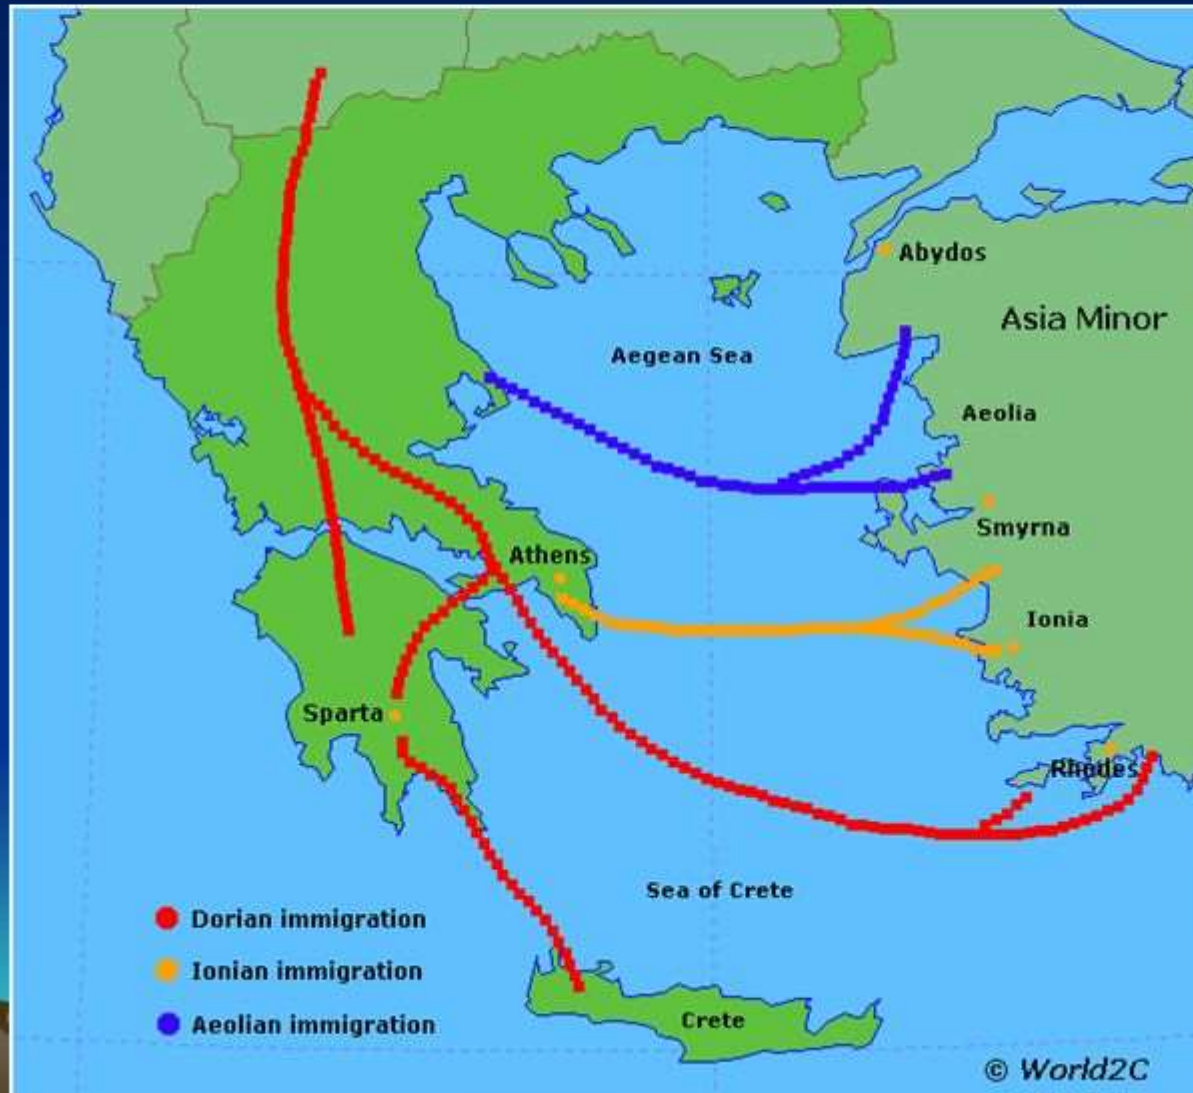 Abydos
Asia Minor
Aegean Sea
Aeolia
Smyrna
Athens
Ionia
Sparta
Rhodes
Sea of Crete
Dorian immigration
Ionian immigration
Aeolian immigration
Crete
© World2C